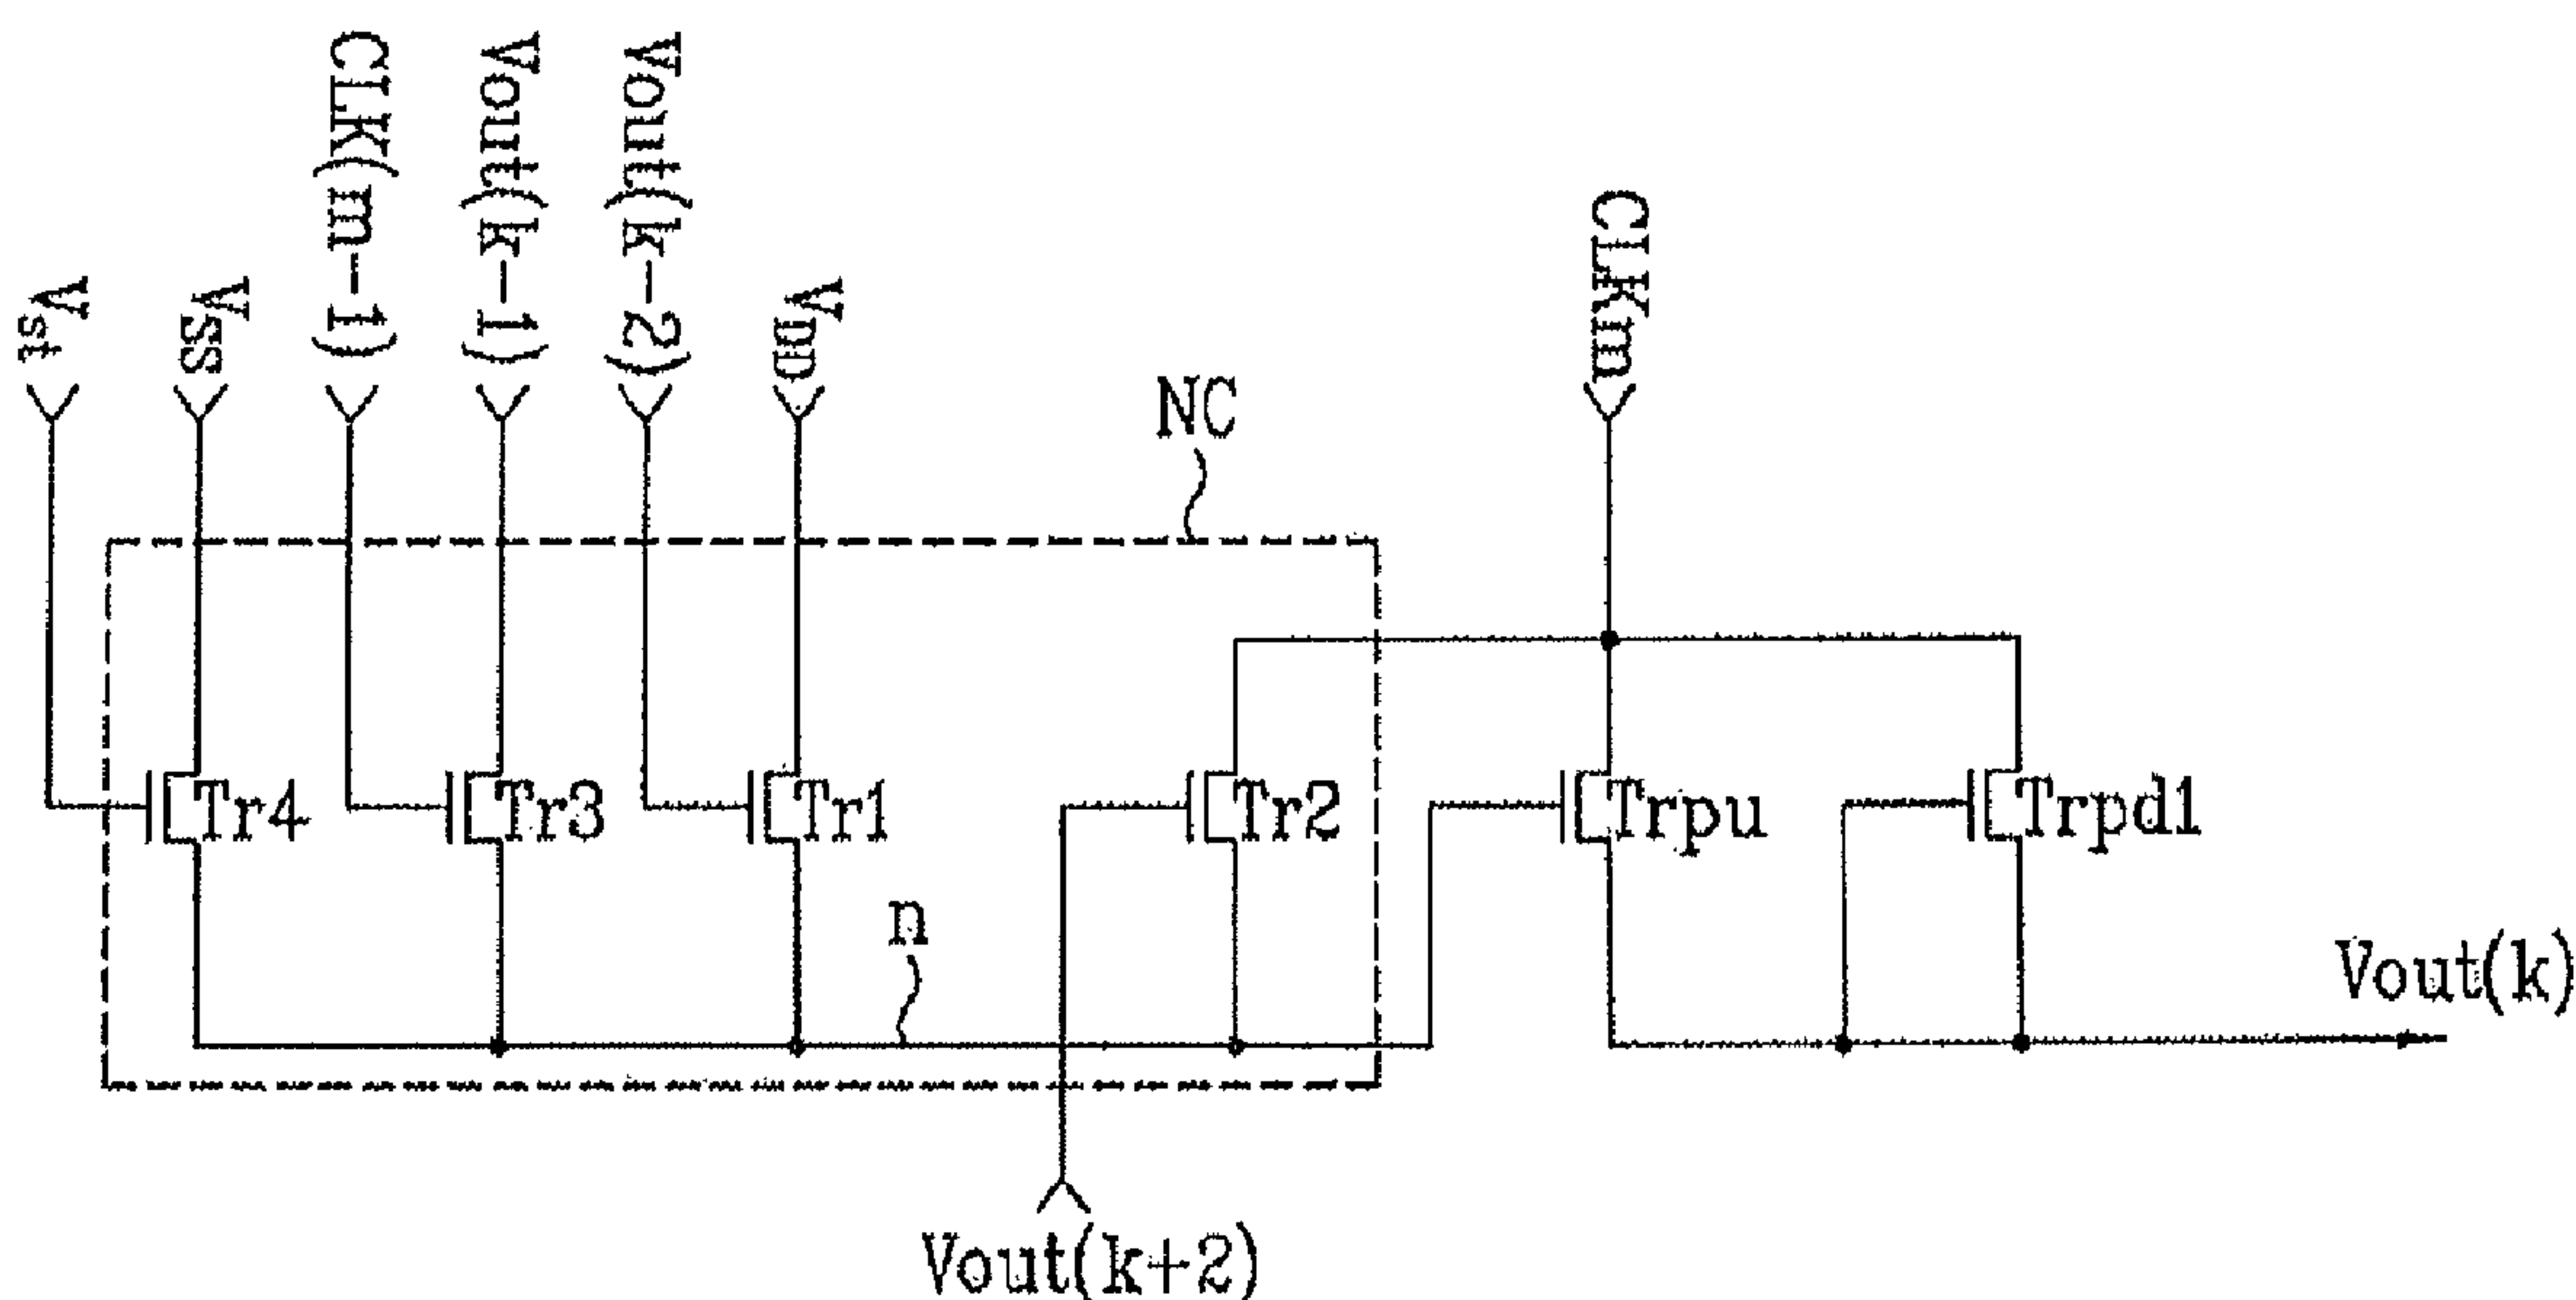 Vst
VSS
CLK(m-1)
Vout(k-1)
Vout(k-2)
VDD
CLKm
NC
Tr4
Tr3
Tr1
Tr2
Trpu
Trpd1
n
Vout(k)
Vout(k+2)